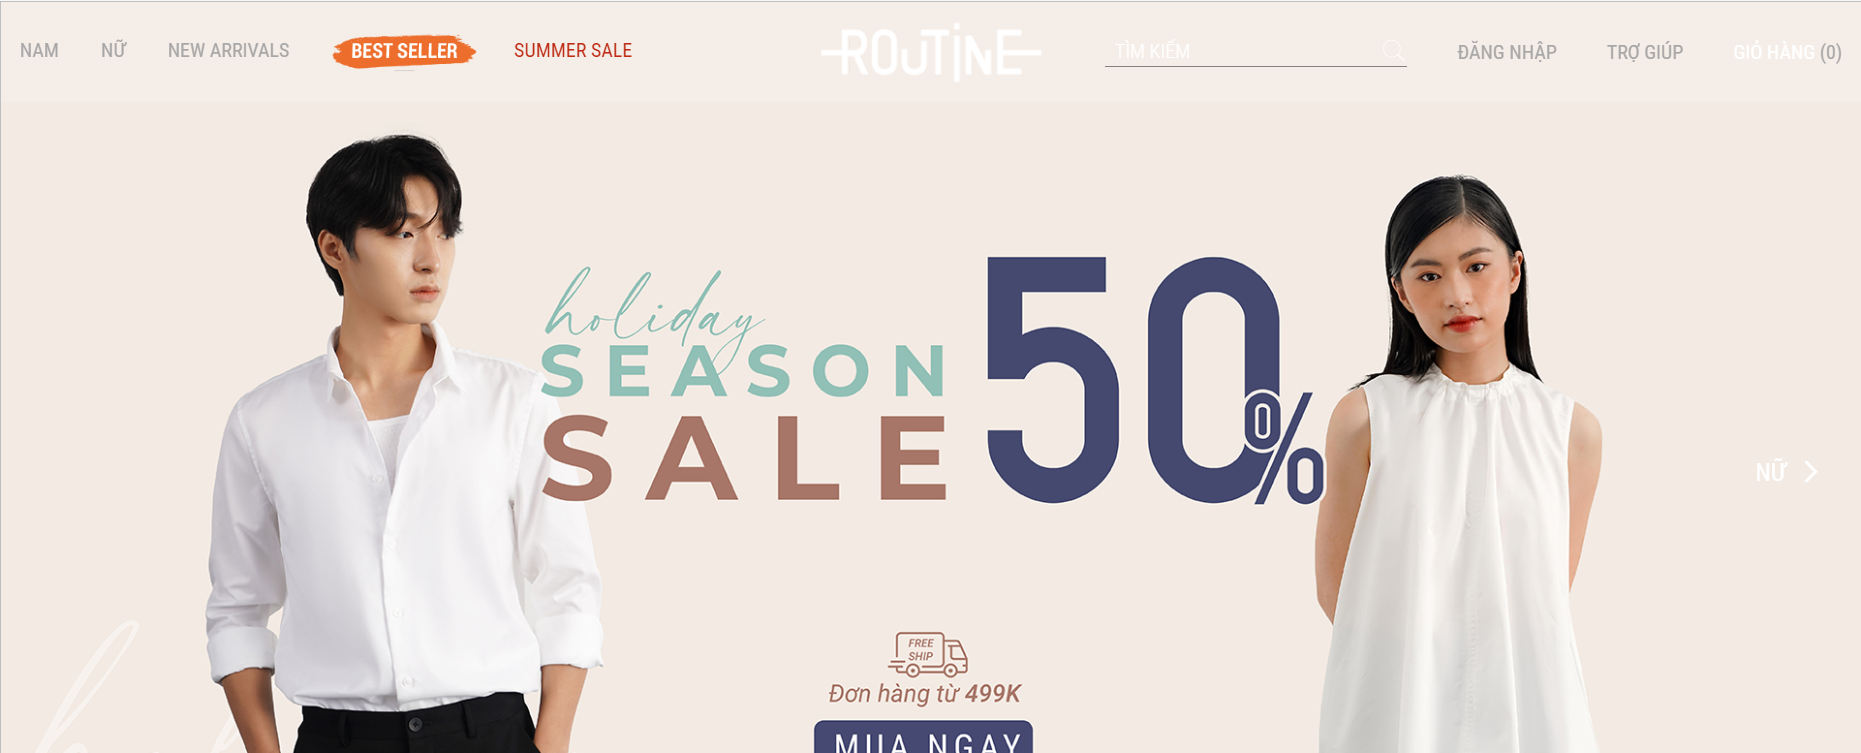 NAM NỮ NEW ARRIVALS BEST SELLER SUMMER SALE ROUTINE TÌM KIẾM ĐĂNG NHẬP TRỢ GIÚP GIỎ HÀNG (0)
holiday
SEASON
SALE
50%
NỮ
FREE
SHIP
Đơn hàng từ 499K
MUA NGAY